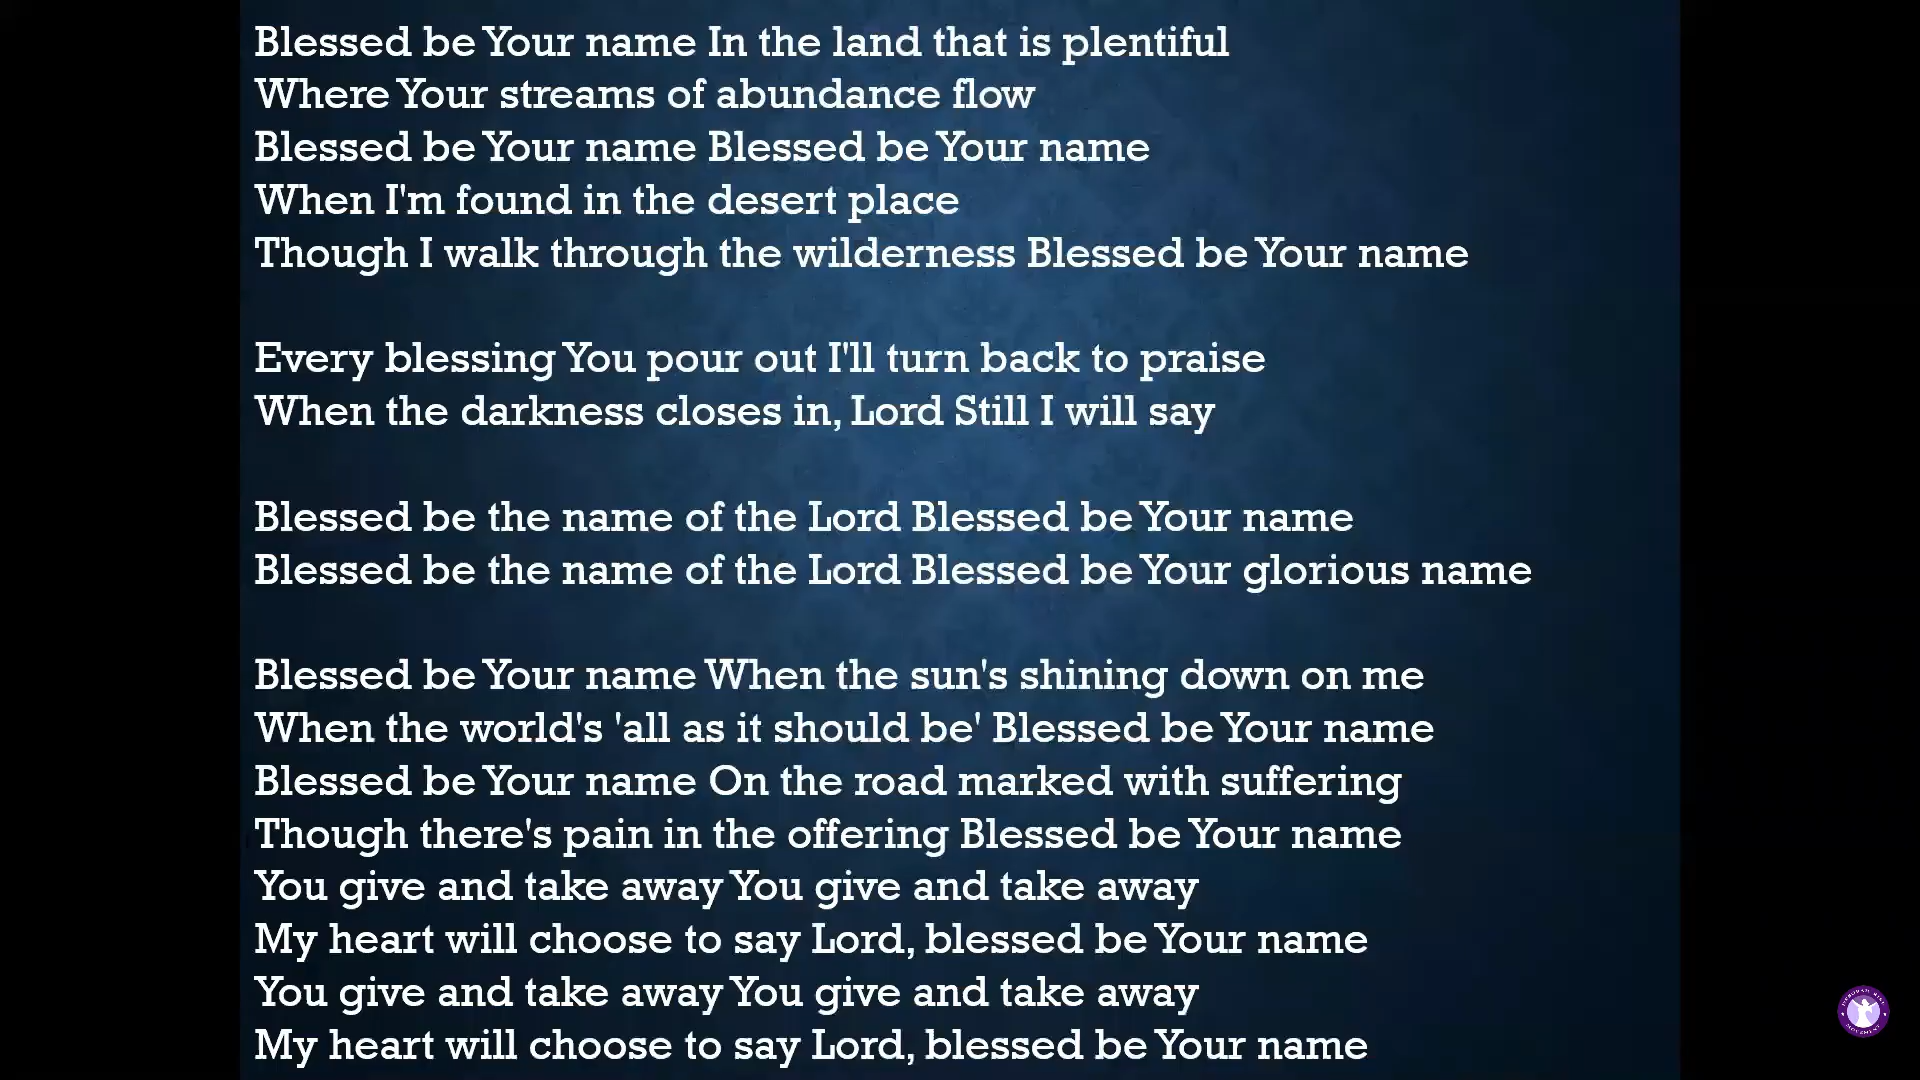 Blessed be Your name In the land that is plentiful
Where Your streams of abundance flow
Blessed be Your name Blessed be Your name
When I'm found in the desert place
Though I walk through the wilderness Blessed be Your name
Every blessing You pour out I'll turn back to praise
When the darkness closes in, Lord Still I will say
Blessed be the name of the Lord Blessed be Your name
Blessed be the name of the Lord Blessed be Your glorious name
Blessed be Your name When the sun's shining down on me
When the world's 'all as it should be' Blessed be Your name
Blessed be Your name On the road marked with suffering
Though there's pain in the offering Blessed be Your name
You give and take away You give and take away
My heart will choose to say Lord, blessed be Your name
You give and take away You give and take away
My heart will choose to say Lord, blessed be Your name
MOVEMENT